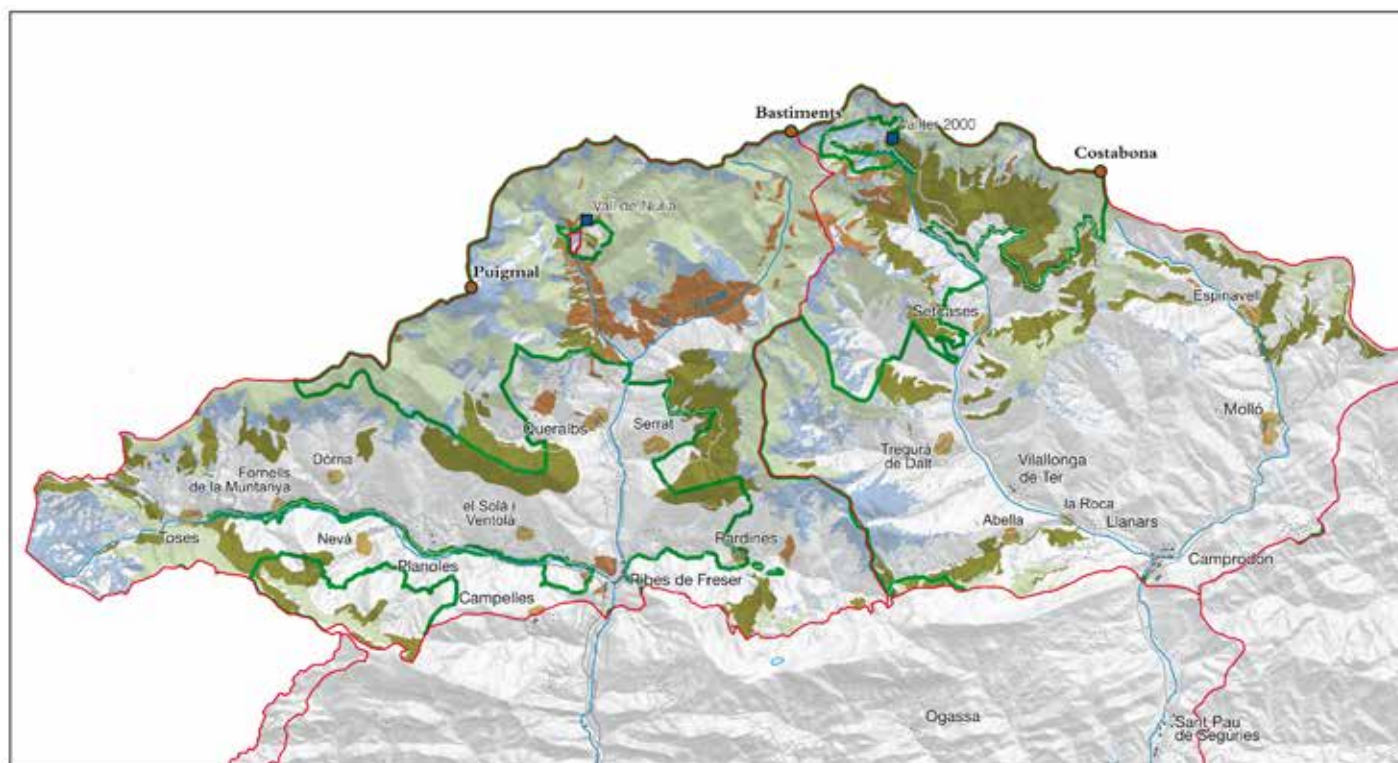 Bastiments
Vallter 2000
Costabona
Vall de Núria
Puigmal
Espinavell
Setcases
Molló
Queralbs
Serrat
Dòrria
Fornells
de la Muntanya
Tregurà
de Dalt
Vilallonga
de Ter
la Roca
Llanars
el Solà i
Ventolà
Abella
Toses
Nevà
Planoles
Pardines
Camprodon
Ribes de Freser
Campelles
Ogassa
Sant Pau
de Segúries